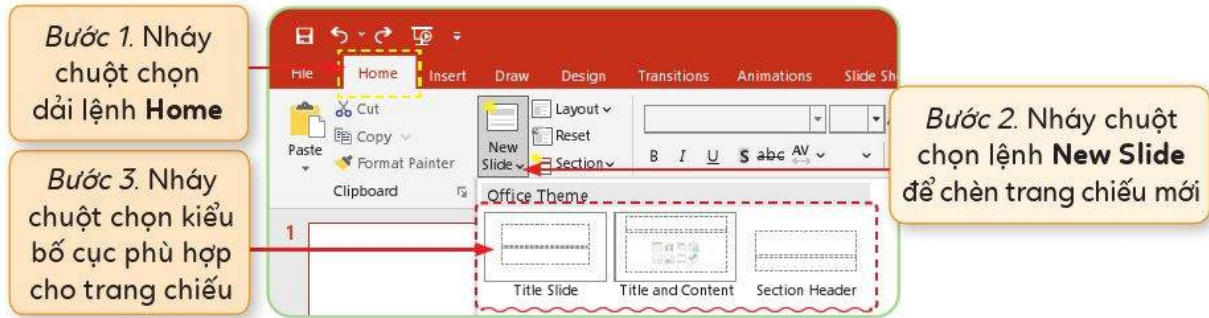 Bước 1. Nháy
chuột chọn
dải lệnh Home
File Home Insert Draw Design Transitions Animations Slide Sh
Paste
Cut
Copy
Format Painter
Clipboard
New
Slide
Layout
Reset
Section
B I U S abc AV
Bước 2. Nháy chuột
chọn lệnh New Slide
để chèn trang chiếu mới
Bước 3. Nháy
chuột chọn kiểu
bố cục phù hợp
cho trang chiếu
1
Office Theme
Title Slide Title and Content Section Header